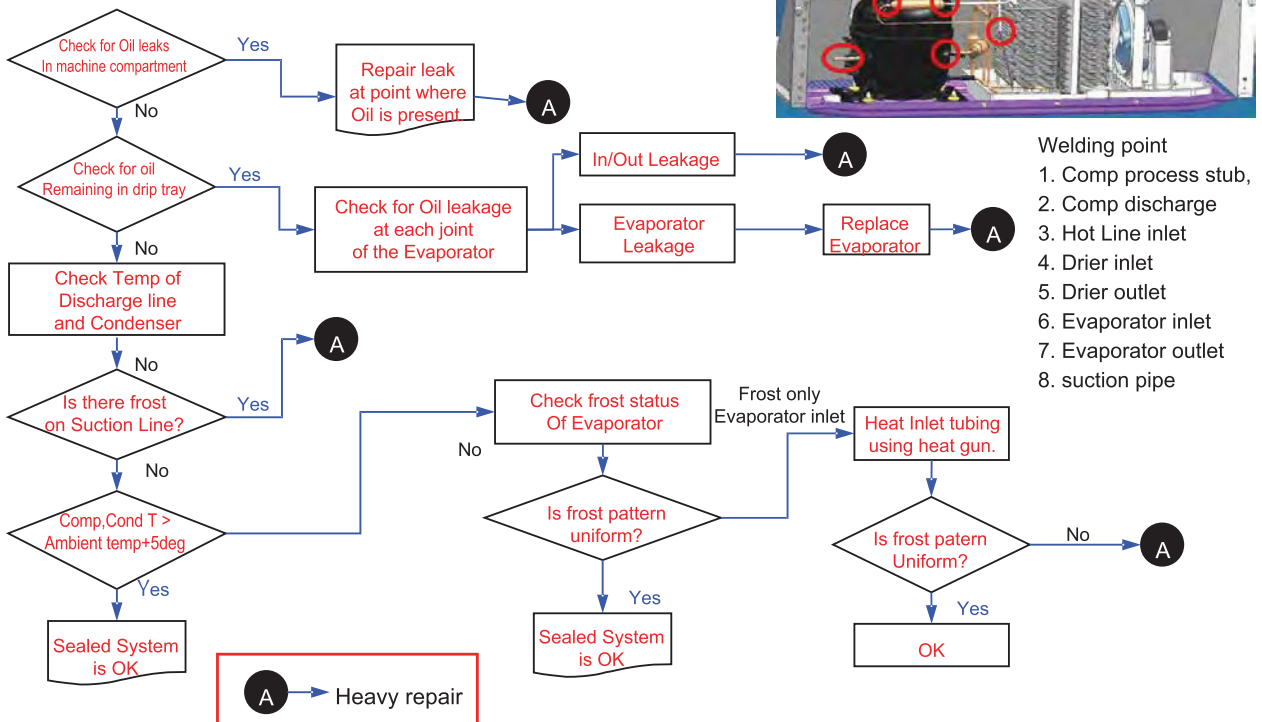 Check for Oil leaks
In machine compartment
Yes
No
Repair leak
at point where
Oil is present
A
Check for oil
Remaining in drip tray
Yes
No
Check for Oil leakage
at each joint
of the Evaporator
In/Out Leakage
A
Evaporator
Leakage
Replace
Evaporator
A
Check Temp of
Discharge line
and Condenser
No
Is there frost
on Suction Line?
Yes
A
No
Comp,Cond T >
Ambient temp+5deg
Yes
Sealed System
is OK
No
Check frost status
Of Evaporator
Is frost pattern
uniform?
Yes
Sealed System
is OK
Frost only
Evaporator inlet
Heat Inlet tubing
using heat gun.
Is frost patern
Uniform?
No
A
Yes
OK
A
Heavy repair
Welding point
1. Comp process stub,
2. Comp discharge
3. Hot Line inlet
4. Drier inlet
5. Drier outlet
6. Evaporator inlet
7. Evaporator outlet
8. suction pipe